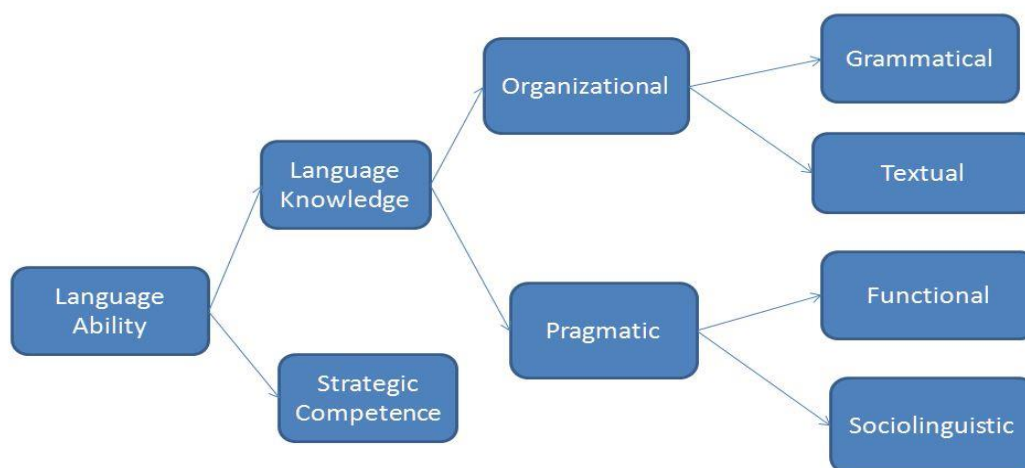 Grammatical
Organizational
Language
Knowledge
Textual
Language
Ability
Functional
Pragmatic
Strategic
Competence
Sociolinguistic